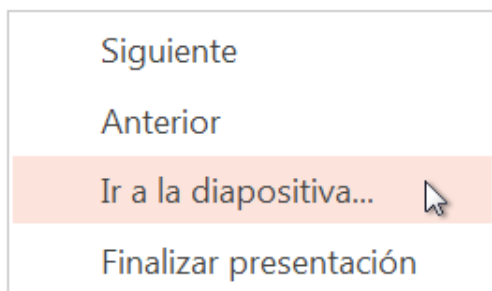 Siguiente
Anterior
Ir a la diapositiva...
Finalizar presentación